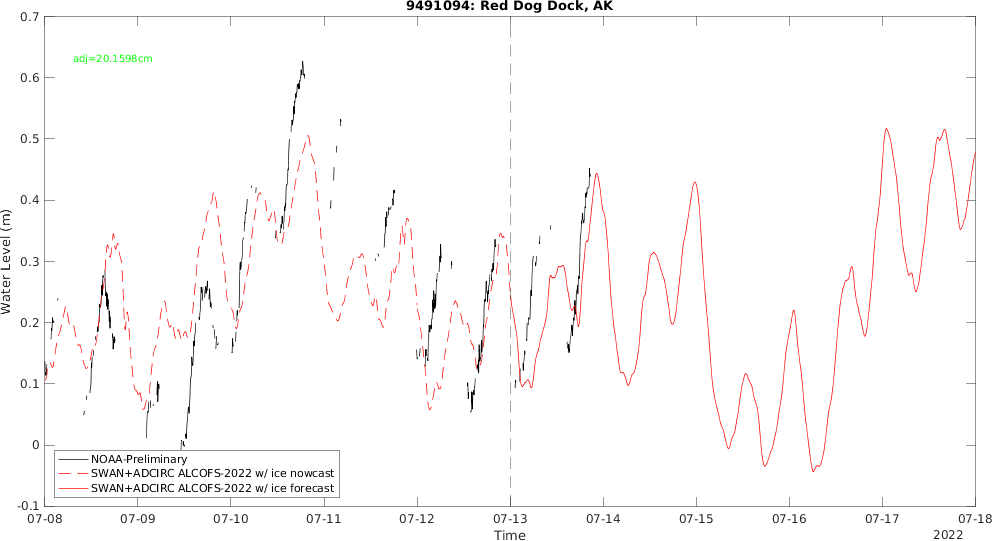 9491094: Red Dog Dock, AK
adj=20.1598cm
Water Level (m)
0.7
0.6
0.5
0.4
0.3
0.2
0.1
0
-0.1
NOAA-Preliminary
SWAN+ADCIRC ALCOFS-2022 w/ ice nowcast
SWAN+ADCIRC ALCOFS-2022 w/ ice forecast
07-08 07-09 07-10 07-11 07-12 07-13 07-14 07-15 07-16 07-17 07-18
Time
2022